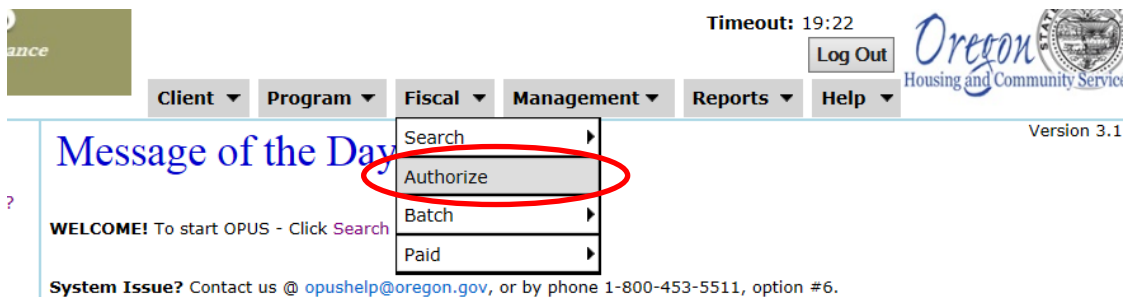 ance
Timeout: 19:22
Log Out
Oregon
Housing and Community Service
Client Program Fiscal Management Reports Help
Version 3.1
Message of the Day
Search
Authorize
Batch
Paid
?
WELCOME! To start OPUS - Click Search
System Issue? Contact us @ opushelp@oregon.gov, or by phone 1-800-453-5511, option #6.